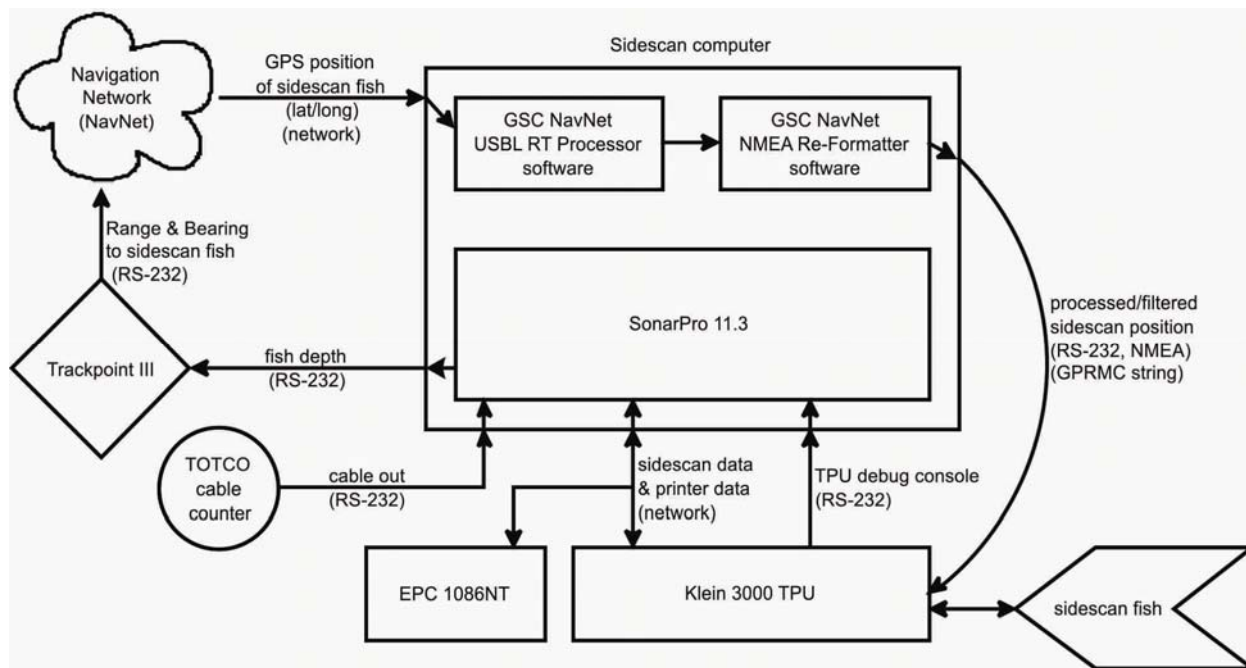 Sidescan computer
Navigation
Network
(NavNet)
GPS position
of sidescan fish
(lat/long)
(network)
GSC NavNet
USBL RT Processor
software
GSC NavNet
NMEA Re-Formatter
software
Range & Bearing
to sidescan fish
(RS-232)
SonarPro 11.3
processed/filtered
sidescan position
(RS-232, NMEA)
(GPRMC string)
Trackpoint III
fish depth
(RS-232)
TOTCO
cable
counter
cable out
(RS-232)
sidescan data
& printer data
(network)
TPU debug console
(RS-232)
EPC 1086NT
Klein 3000 TPU
sidescan fish